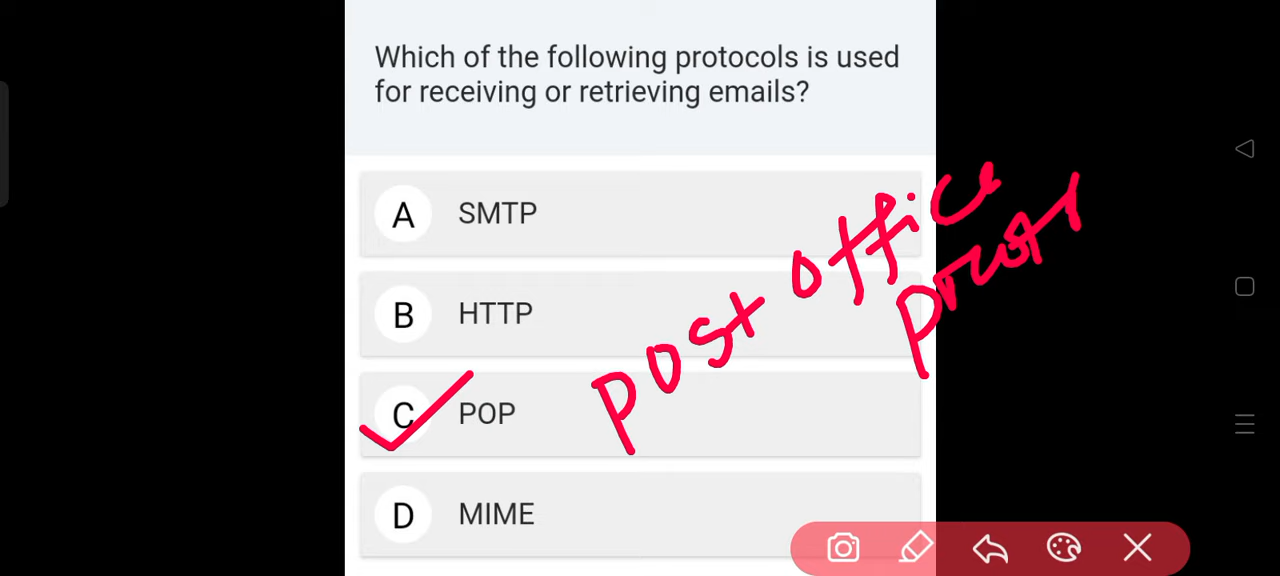 Which of the following protocols is used
for receiving or retrieving emails?
A SMTP
B HTTP
C POP
D MIME
post office